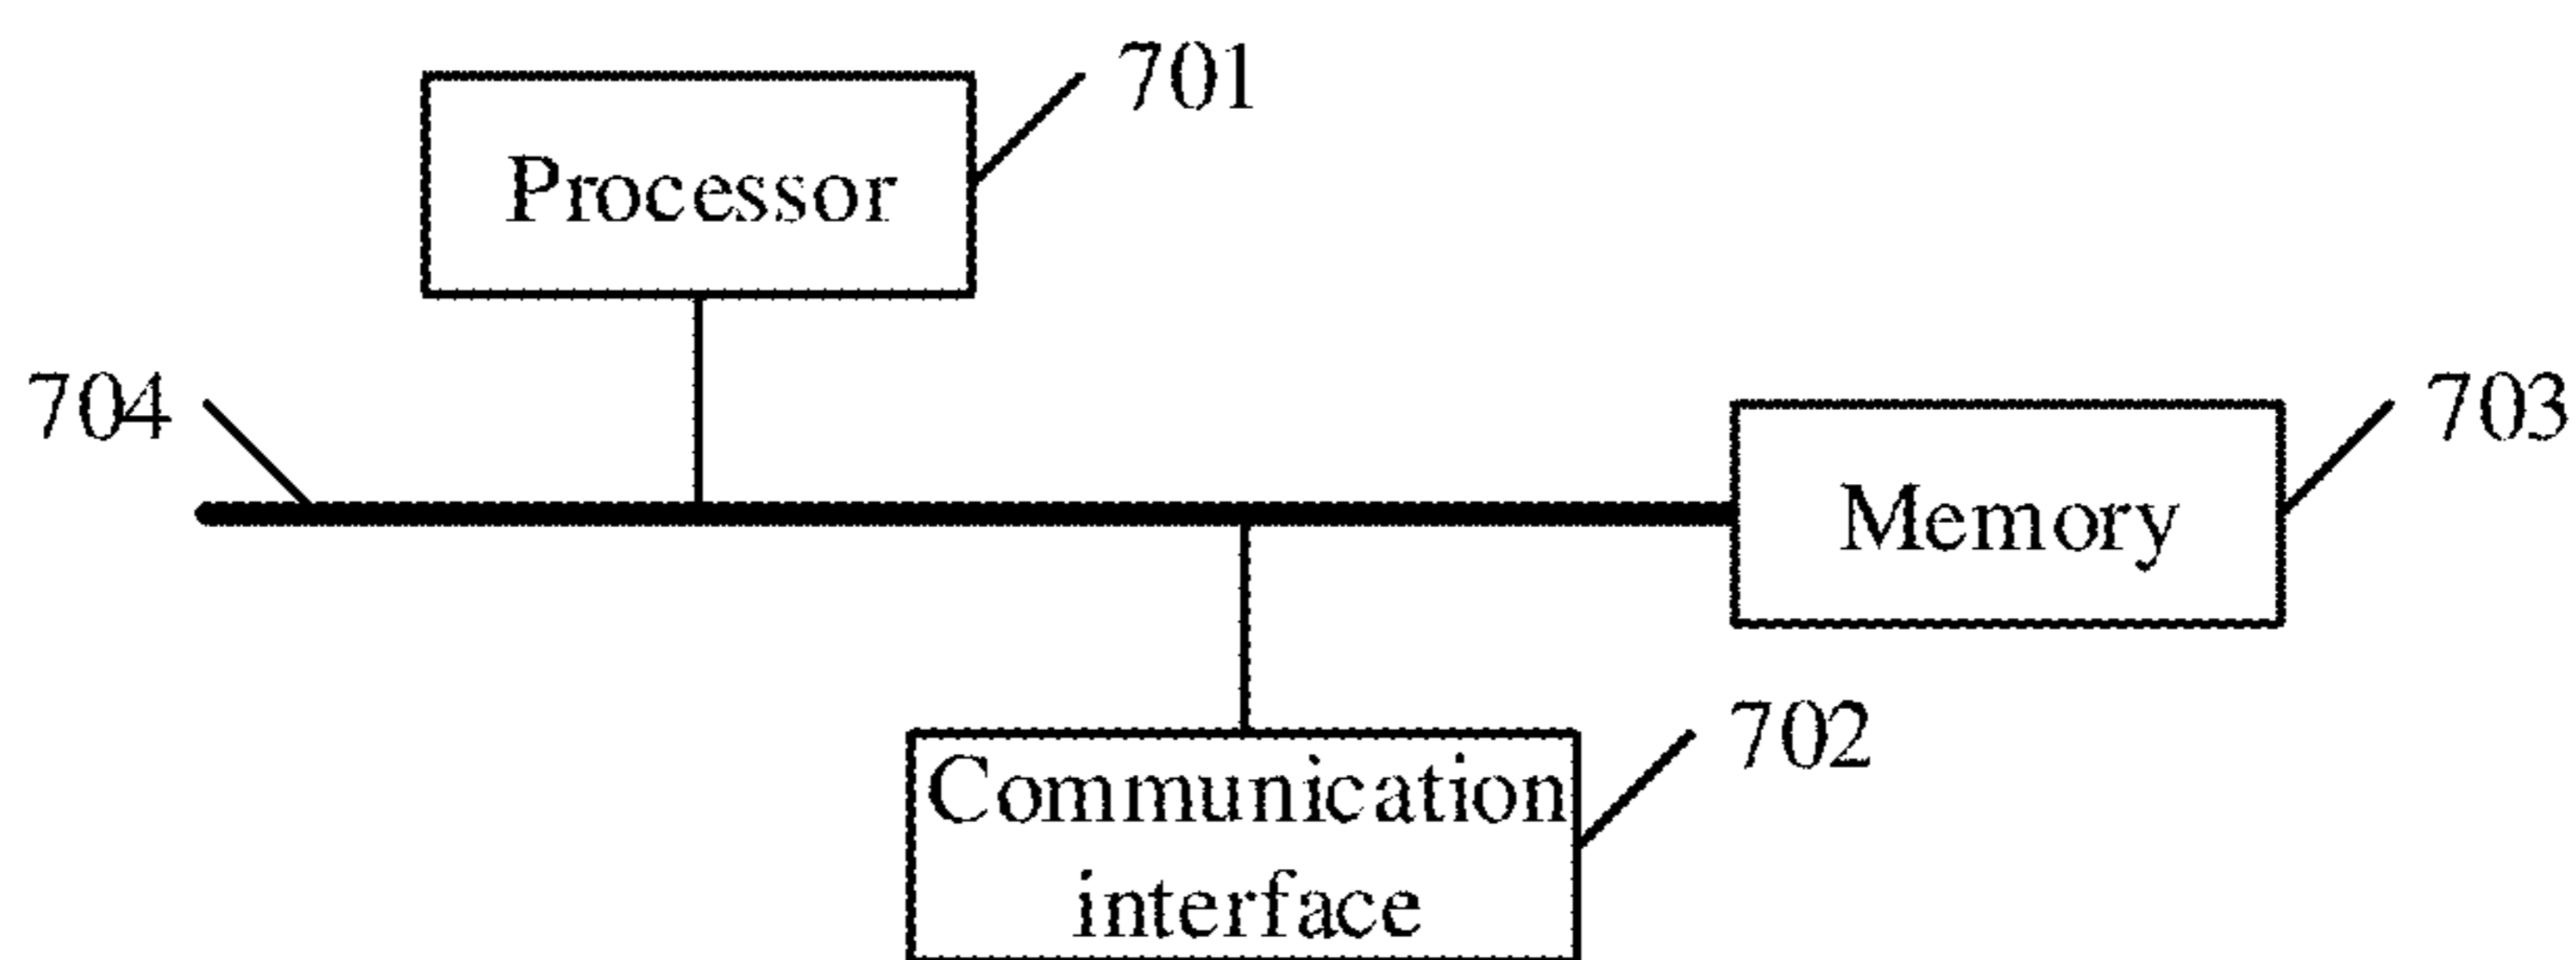 701
Processor
704
703
Memory
702
Communication
interface